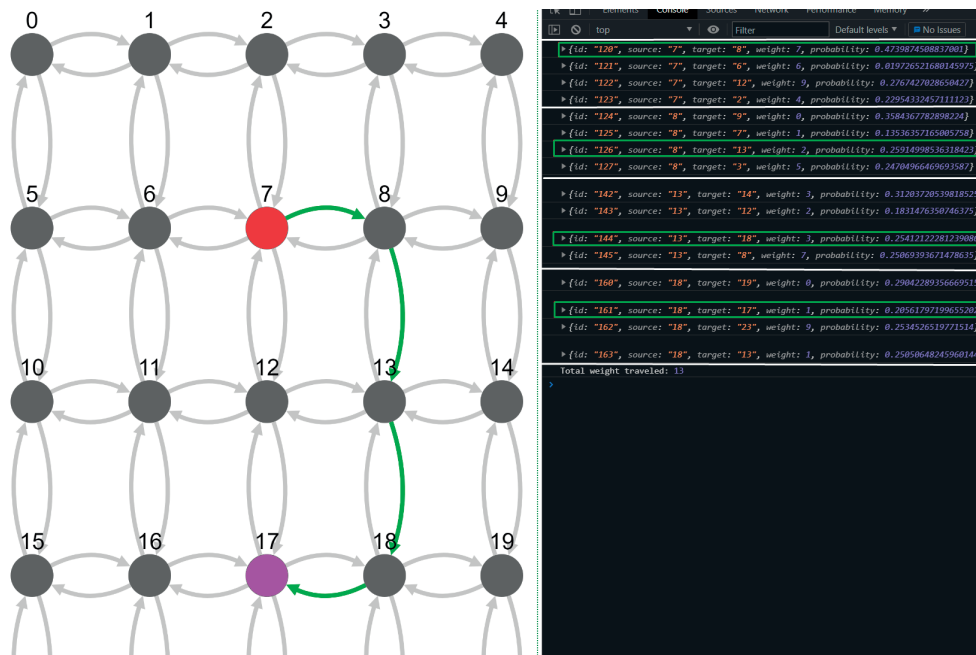 0 1 2 3 4
5 6 7 8 9
10 11 12 13 14
15 16 17 18 19
Elements Console Sources Network Performance Memory »
top Filter Default levels No Issues
{id: "120", source: "7", target: "8", weight: 7, probability: 0.4739874508837001}
{id: "121", source: "7", target: "6", weight: 6, probability: 0.019726521680145975}
{id: "122", source: "7", target: "12", weight: 9, probability: 0.2767427028650427}
{id: "123", source: "7", target: "2", weight: 4, probability: 0.22954332457111123}
{id: "124", source: "8", target: "9", weight: 0, probability: 0.3584367782898224}
{id: "125", source: "8", target: "7", weight: 1, probability: 0.13536357165005758}
{id: "126", source: "8", target: "13", weight: 2, probability: 0.25914998536318423}
{id: "127", source: "8", target: "3", weight: 5, probability: 0.24704966469693587}
{id: "142", source: "13", target: "14", weight: 3, probability: 0.3120372053981852
{id: "143", source: "13", target: "12", weight: 2, probability: 0.1831476350746375,
{id: "144", source: "13", target: "18", weight: 3, probability: 0.254121222812390
{id: "145", source: "13", target: "8", weight: 7, probability: 0.25069393671478635,
{id: "160", source: "18", target: "19", weight: 0, probability: 0.290422893566695
{id: "161", source: "18", target: "17", weight: 1, probability: 0.205617971996552
{id: "162", source: "18", target: "23", weight: 9, probability: 0.2534526519771514
{id: "163", source: "18", target: "13", weight: 1, probability: 0.250506482459601
Total weight traveled: 13